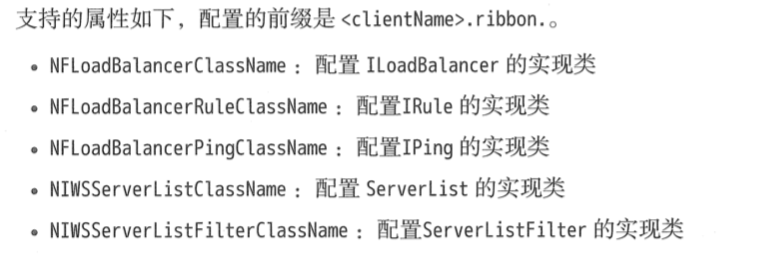 支持的属性如下，配置的前缀是 <clientName>.ribbon.。
• NFLoadBalancerClassName：配置 ILoadBalancer 的实现类
• NFLoadBalancerRuleClassName：配置IRule 的实现类
• NFLoadBalancerPingClassName：配置IPing 的实现类
• NIWSServerListClassName：配置 ServerList 的实现类
• NIWSServerListFilterClassName：配置ServerListFilter 的实现类